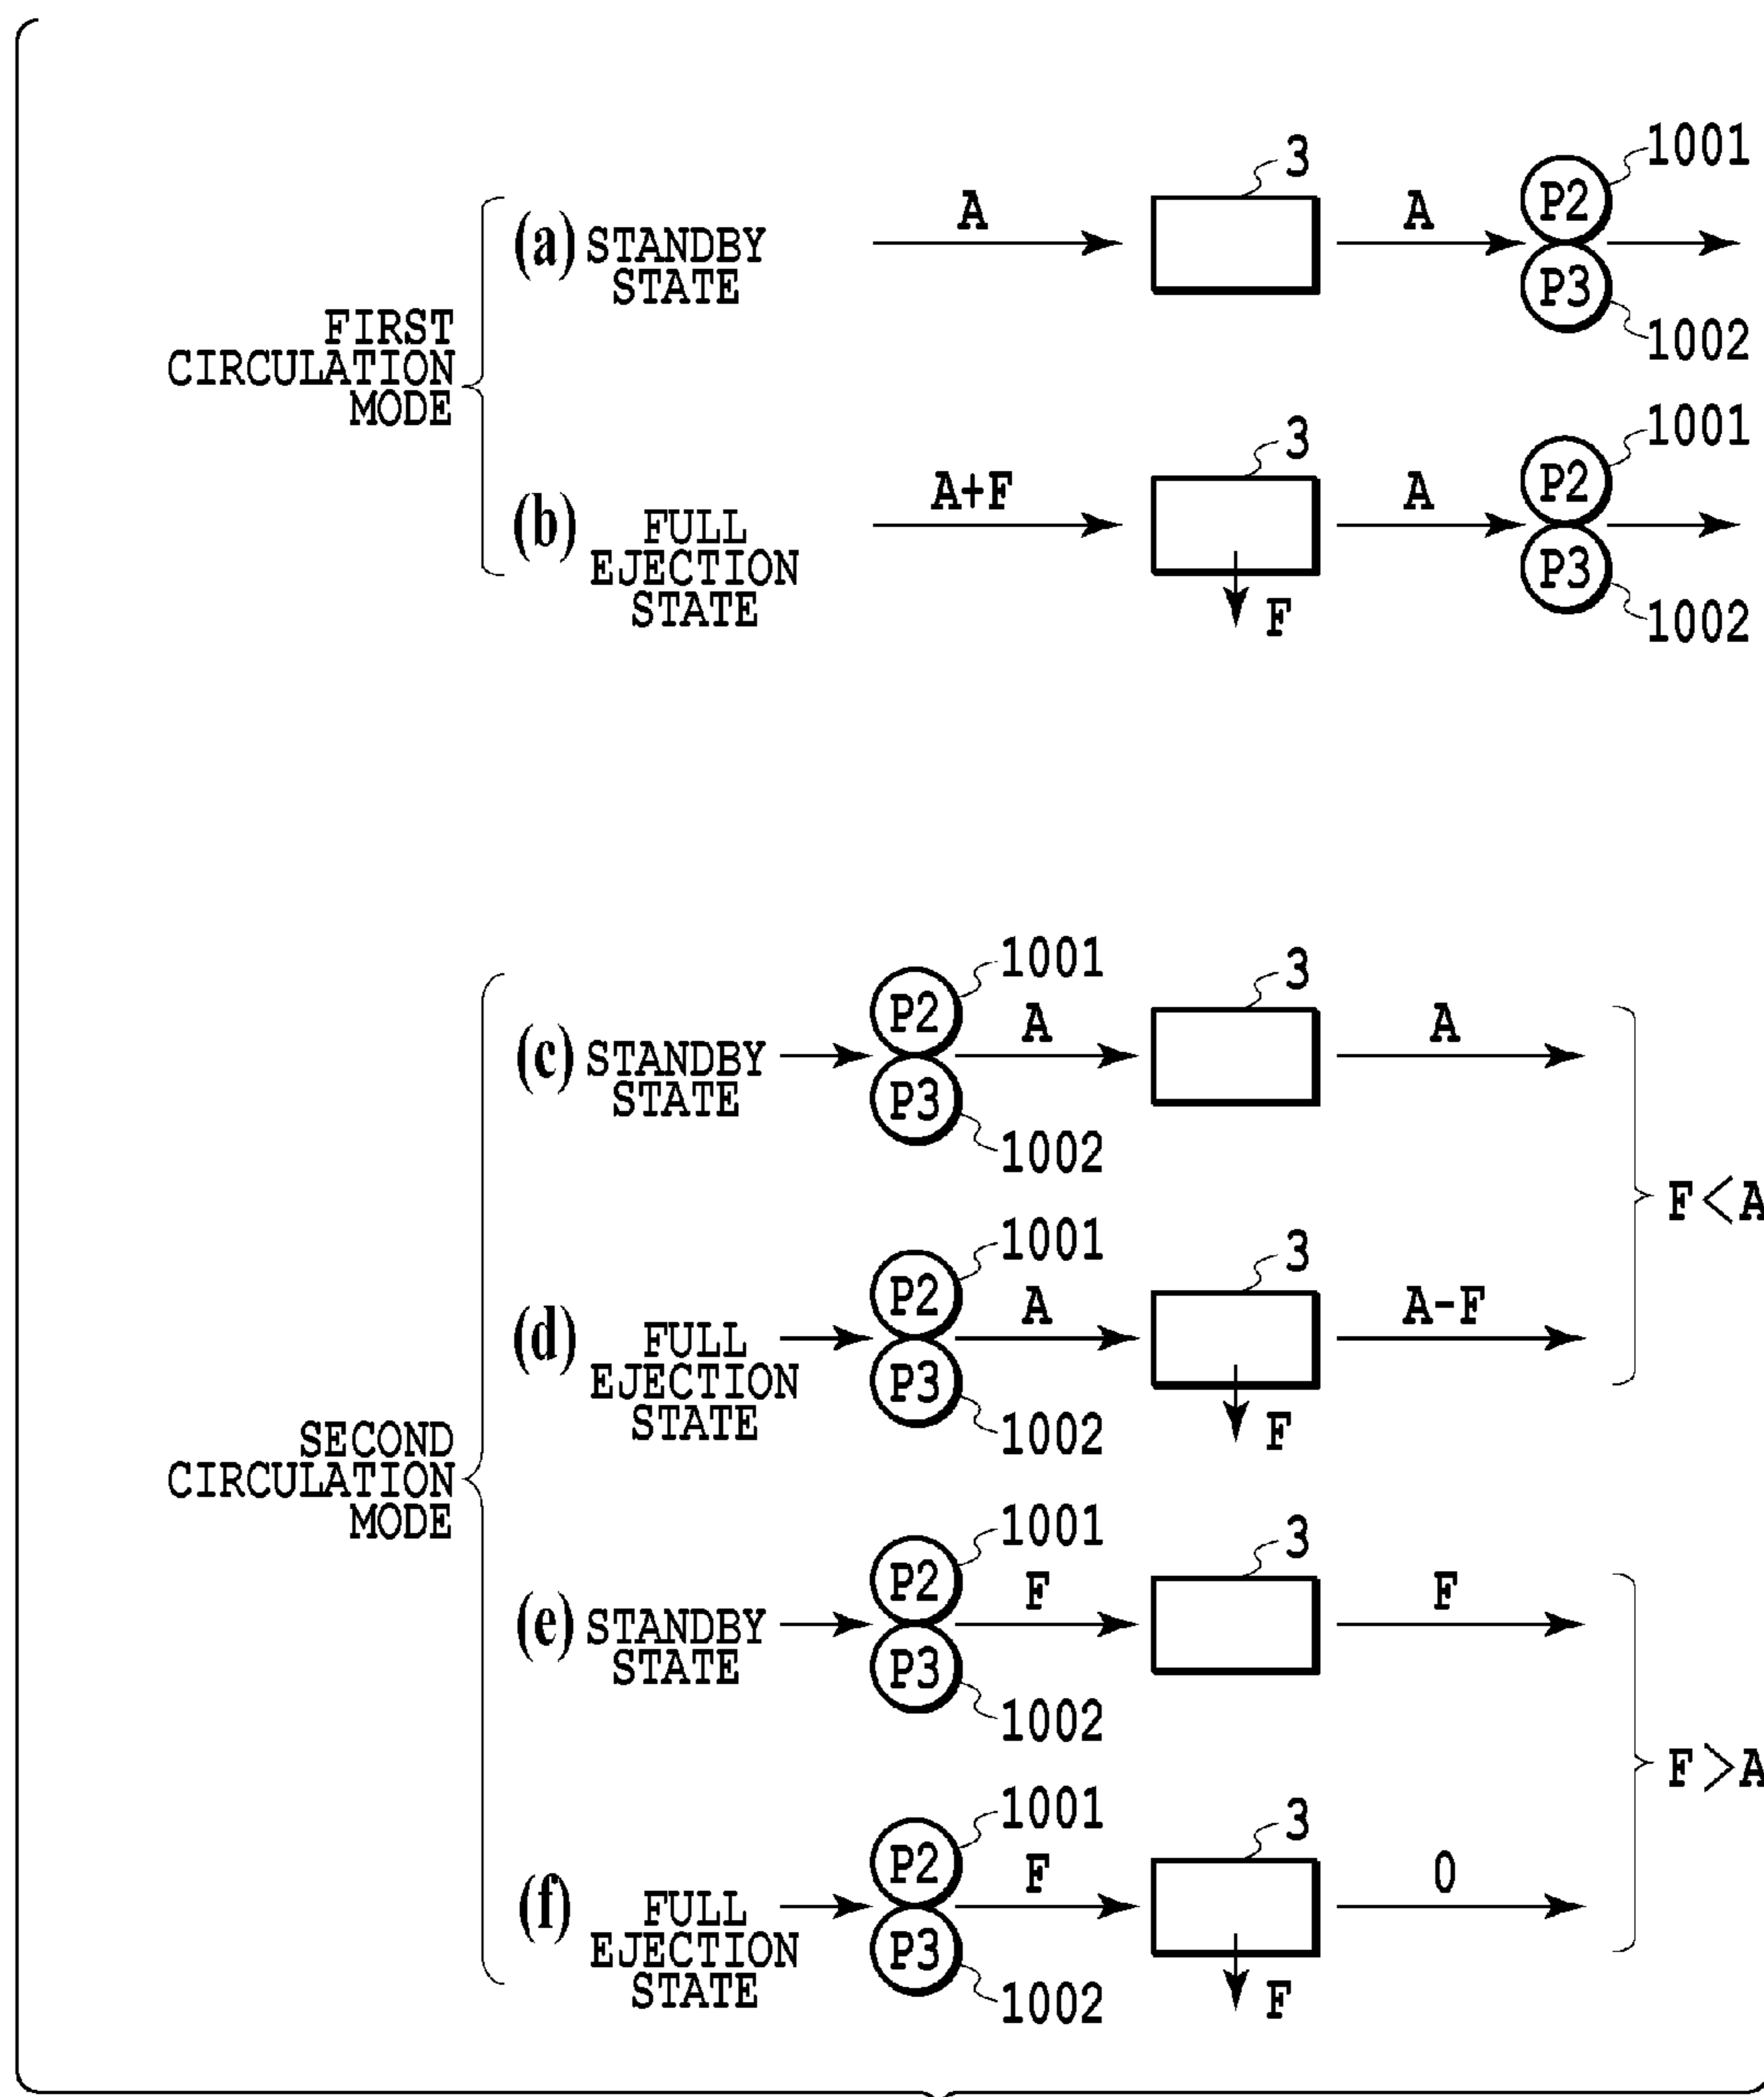 FIRST
CIRCULATION
MODE
(a) STANDBY
STATE
A
3
A
P2
P3
1001
1002
(b) FULL
EJECTION
STATE
A+F
3
F
A
P2
P3
1001
1002
SECOND
CIRCULATION
MODE
(c) STANDBY
STATE
P2
P3
1001
1002
A
3
A
(d) FULL
EJECTION
STATE
P2
P3
1001
1002
A
3
F
A-F
F<A
(e) STANDBY
STATE
P2
P3
1001
1002
F
3
F
(f) FULL
EJECTION
STATE
P2
P3
1001
1002
F
3
F
0
F>A